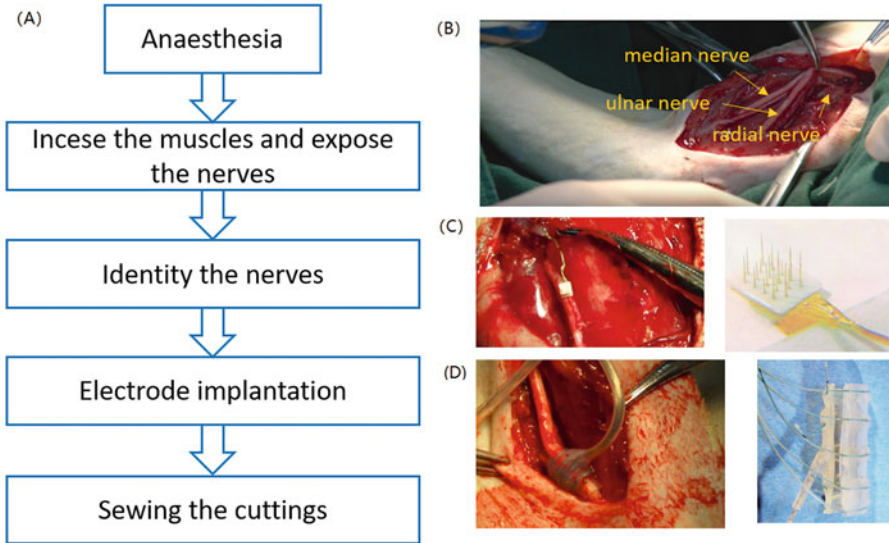 (A)
Anaesthesia
Incese the muscles and expose
the nerves
Identity the nerves
Electrode implantation
Sewing the cuttings
(B)
median nerve
ulnar nerve
radial nerve
(C)
(D)